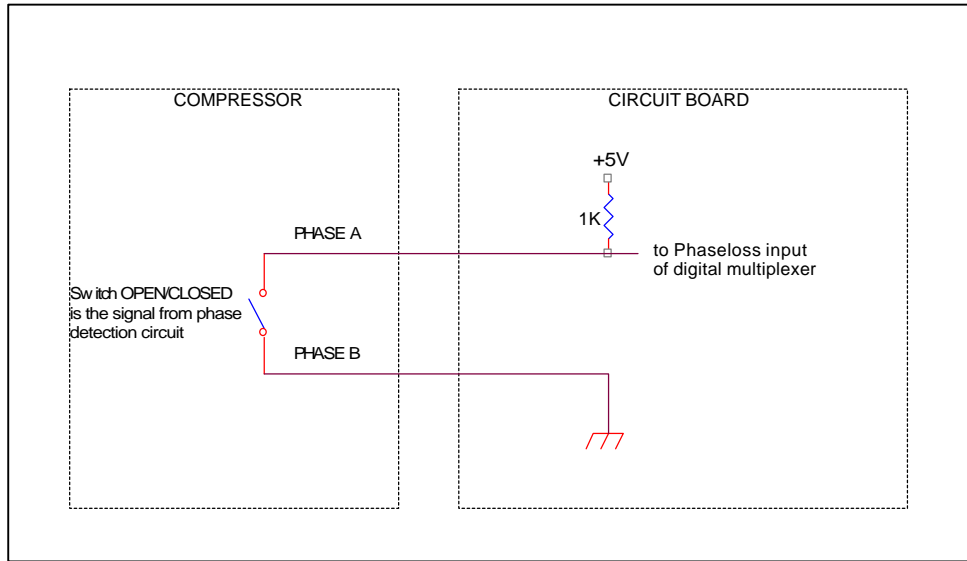 COMPRESSOR
CIRCUIT BOARD
+5V
1K
PHASE A
to Phaseloss input
of digital multiplexer
Switch OPEN/CLOSED
is the signal from phase
detection circuit
PHASE B